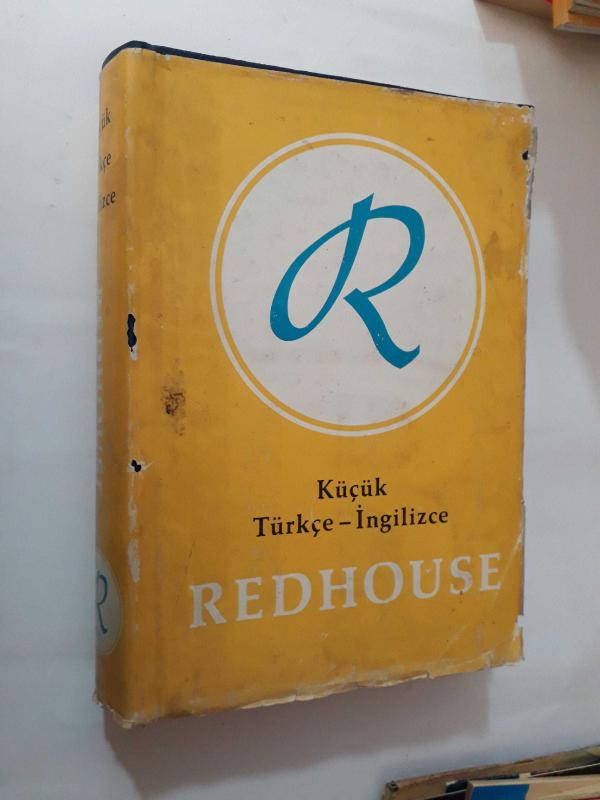 R
Küçük
Türkçe – İngilizce
REDHOUSE
R